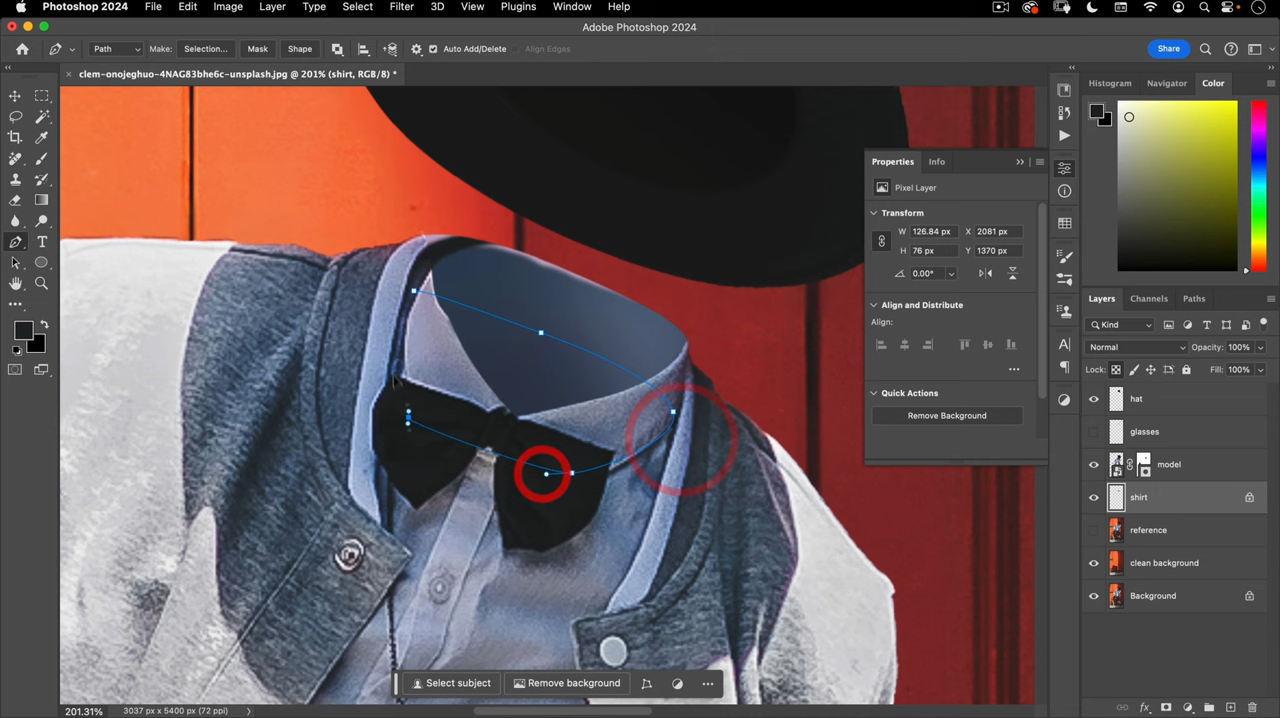 Photoshop 2024 File Edit Image Layer Type Select Filter 3D View Plugins Window Help
Adobe Photoshop 2024
Path Make: Selection... Mask Shape Auto Add/Delete Align Edges Share
clem-onojeghuo-4NAG83bhe6c-unsplash.jpg @ 201% (shirt, RGB/8) *
Histogram Navigator Color
Properties Info
Pixel Layer
Transform
W 126.84 px X 2081 px
H 76 px Y 1370 px
0.00°
Align and Distribute
Align:
Quick Actions
Remove Background
Layers Channels Paths
Kind
Normal Opacity: 100%
Lock: Fill: 100%
hat
glasses
model
shirt
reference
clean background
Background
Select subject Remove background
201.31% 3037 px x 5400 px (72 ppi)